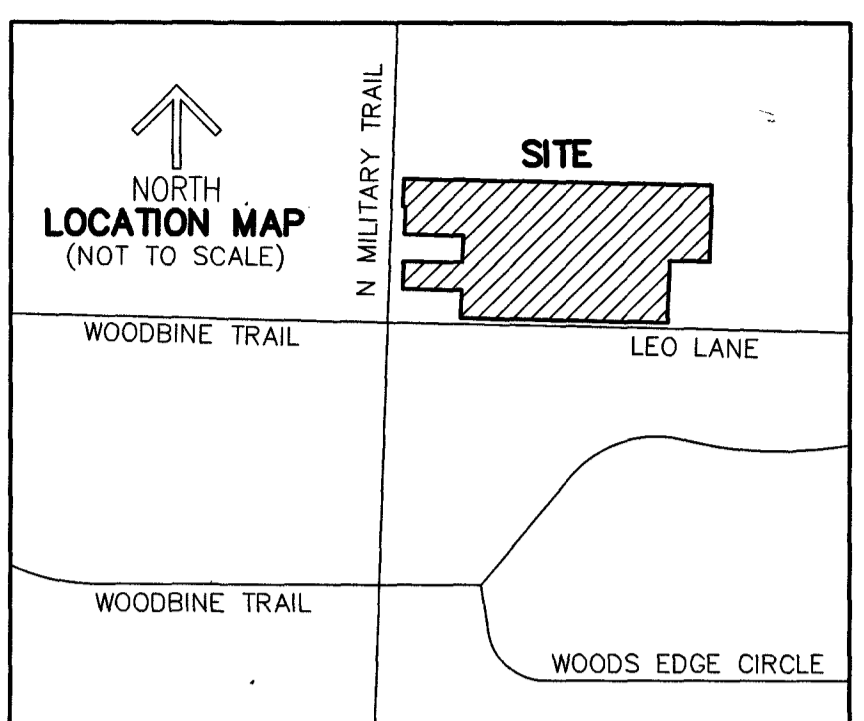 NORTH
LOCATION MAP
(NOT TO SCALE)
N MILITARY TRAIL
SITE
WOODBINE TRAIL
LEO LANE
WOODBINE TRAIL
WOODS EDGE CIRCLE